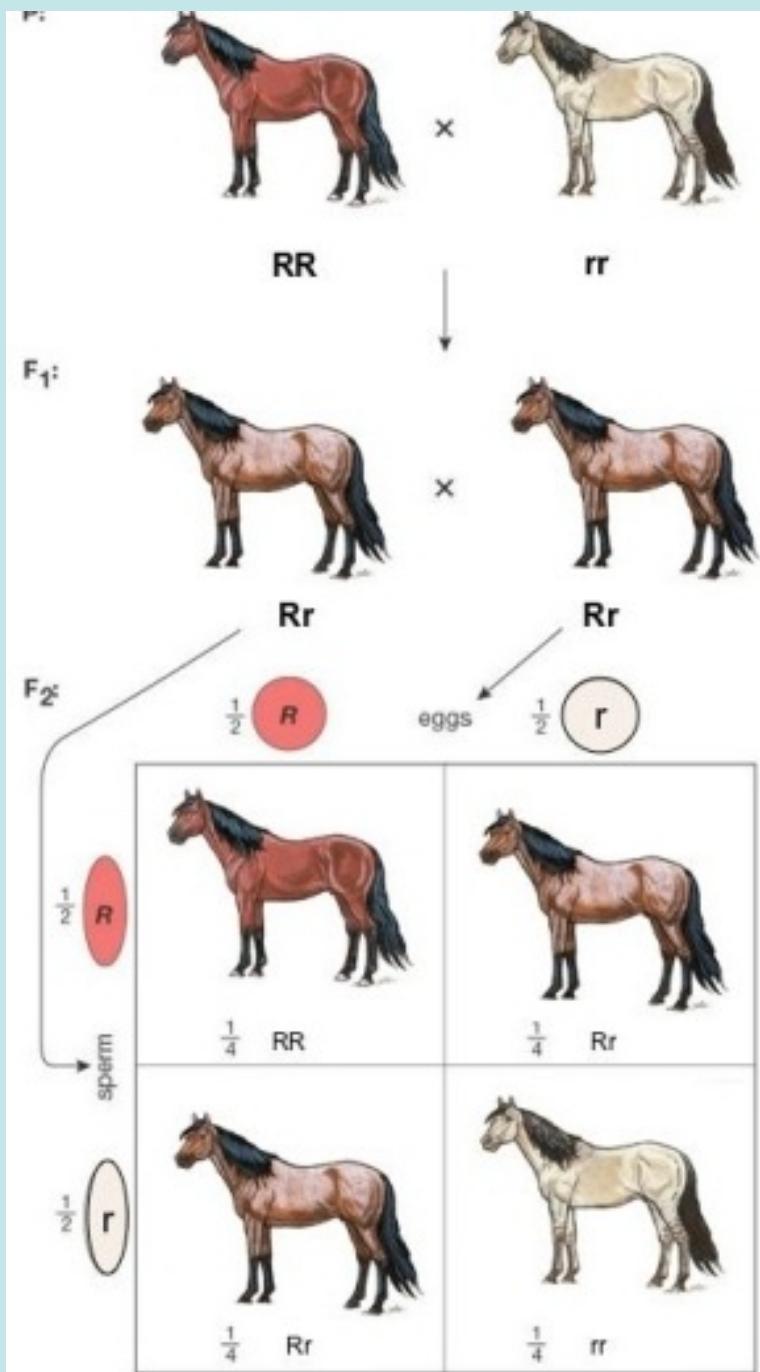 P:
×
RR rr
F₁:
×
Rr Rr
F₂:
1/2 R eggs 1/2 r
1/2 R
1/4 RR 1/4 Rr
sperm
1/2 r
1/4 Rr 1/4 rr